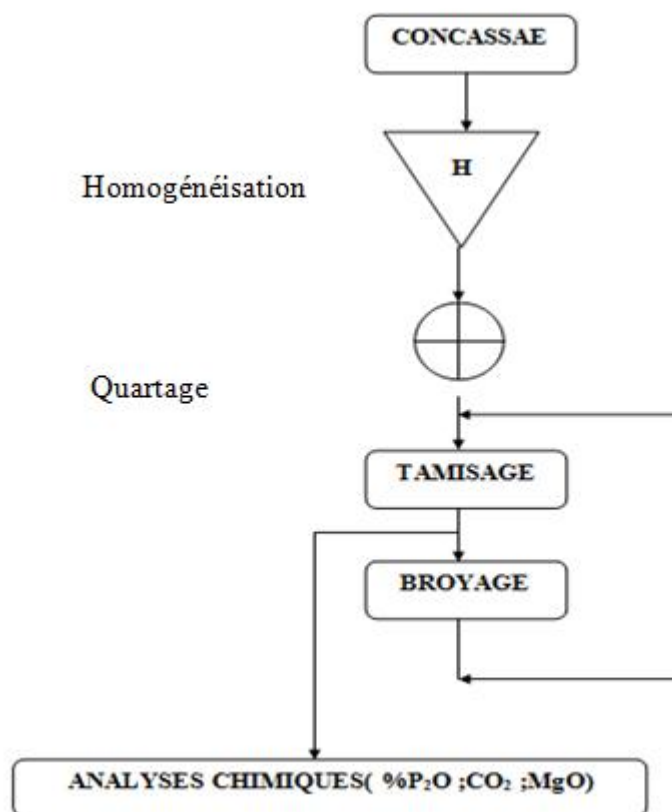 CONCASSAE
H
Homogénéisation
Quartage
TAMISAGE
BROYAGE
ANALYSES CHIMIQUES( %P₂O ;CO₂ ;MgO)